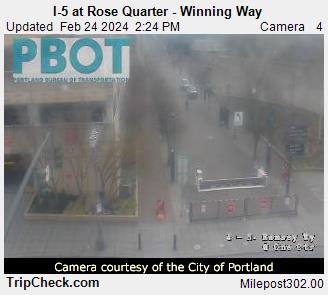 I-5 at Rose Quarter - Winning Way
Updated Feb 24 2024 2:24 PM Camera 4
PBOT
PORTLAND BUREAU OF TRANSPORTATION
Camera courtesy of the City of Portland
TripCheck.com Milepost302.00